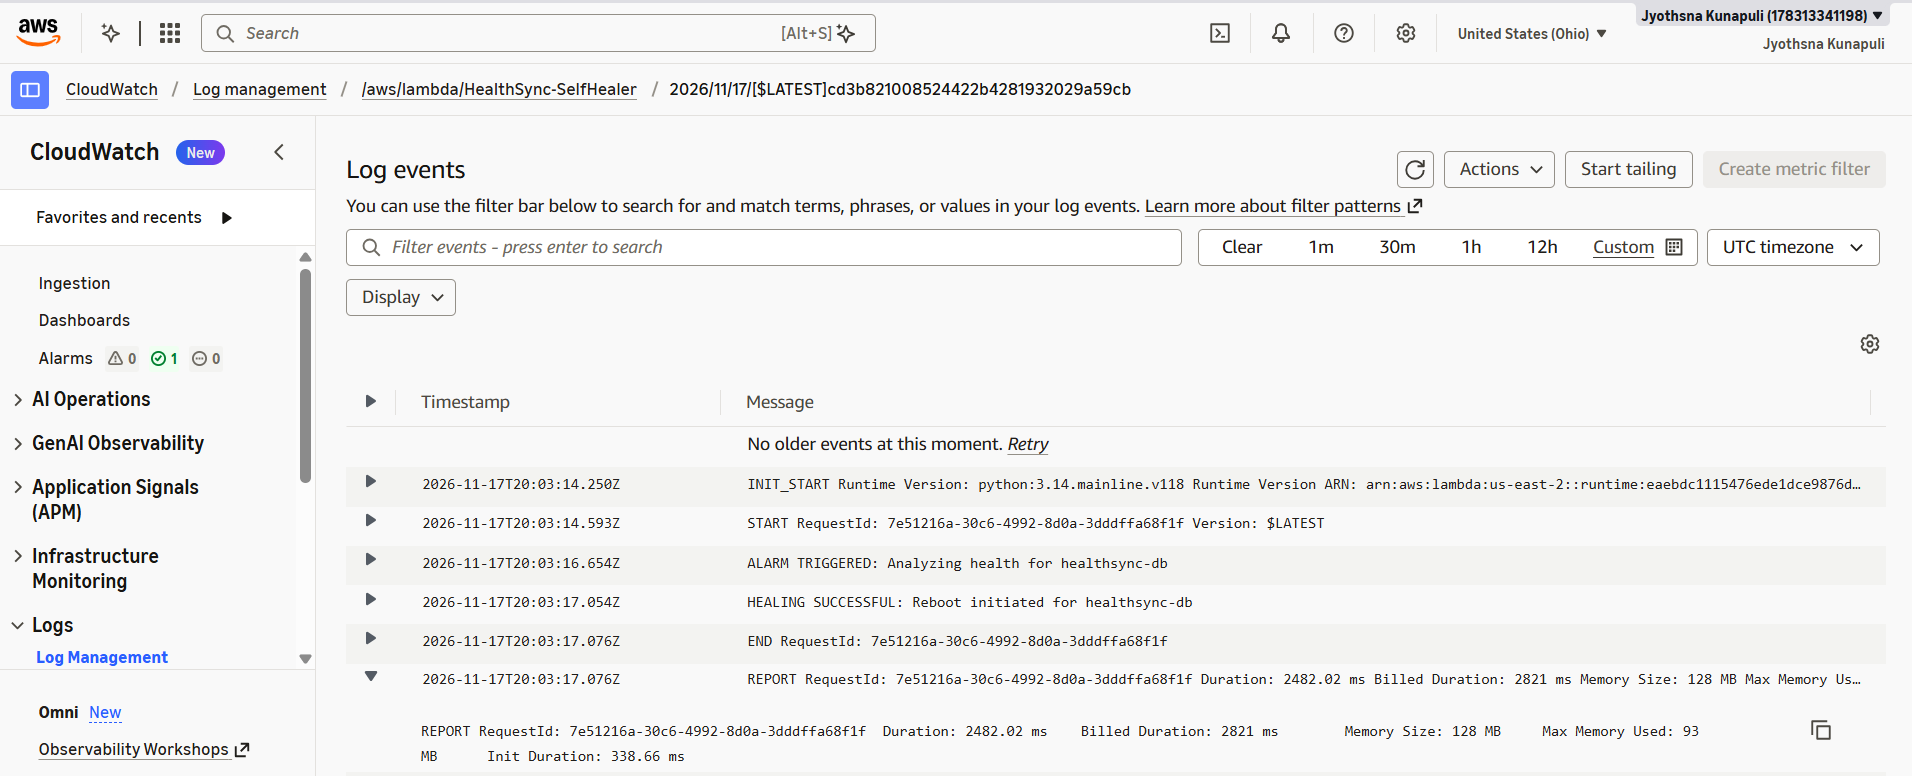 aws
Search
[Alt+S]
United States (Ohio)
Jyothsna Kunapuli (178313341198)
Jyothsna Kunapuli
CloudWatch / Log management / /aws/lambda/HealthSync-SelfHealer / 2026/11/17/[$LATEST]cd3b821008524422b4281932029a59cb
CloudWatch
New
Favorites and recents
Ingestion
Dashboards
Alarms 0 1 0
AI Operations
GenAI Observability
Application Signals
(APM)
Infrastructure
Monitoring
Logs
Log Management
Omni New
Observability Workshops
Log events
Actions
Start tailing
Create metric filter
You can use the filter bar below to search for and match terms, phrases, or values in your log events. Learn more about filter patterns
Filter events - press enter to search
Clear 1m 30m 1h 12h Custom
UTC timezone
Display
Timestamp Message
No older events at this moment. Retry
2026-11-17T20:03:14.250Z INIT_START Runtime Version: python:3.14.mainline.v118 Runtime Version ARN: arn:aws:lambda:us-east-2::runtime:eaebdc1115476ede1dce9876d…
2026-11-17T20:03:14.593Z START RequestId: 7e51216a-30c6-4992-8d0a-3dddffa68f1f Version: $LATEST
2026-11-17T20:03:16.654Z ALARM TRIGGERED: Analyzing health for healthsync-db
2026-11-17T20:03:17.054Z HEALING SUCCESSFUL: Reboot initiated for healthsync-db
2026-11-17T20:03:17.076Z END RequestId: 7e51216a-30c6-4992-8d0a-3dddffa68f1f
2026-11-17T20:03:17.076Z REPORT RequestId: 7e51216a-30c6-4992-8d0a-3dddffa68f1f Duration: 2482.02 ms Billed Duration: 2821 ms Memory Size: 128 MB Max Memory Us…
REPORT RequestId: 7e51216a-30c6-4992-8d0a-3dddffa68f1f Duration: 2482.02 ms Billed Duration: 2821 ms Memory Size: 128 MB Max Memory Used: 93
MB Init Duration: 338.66 ms